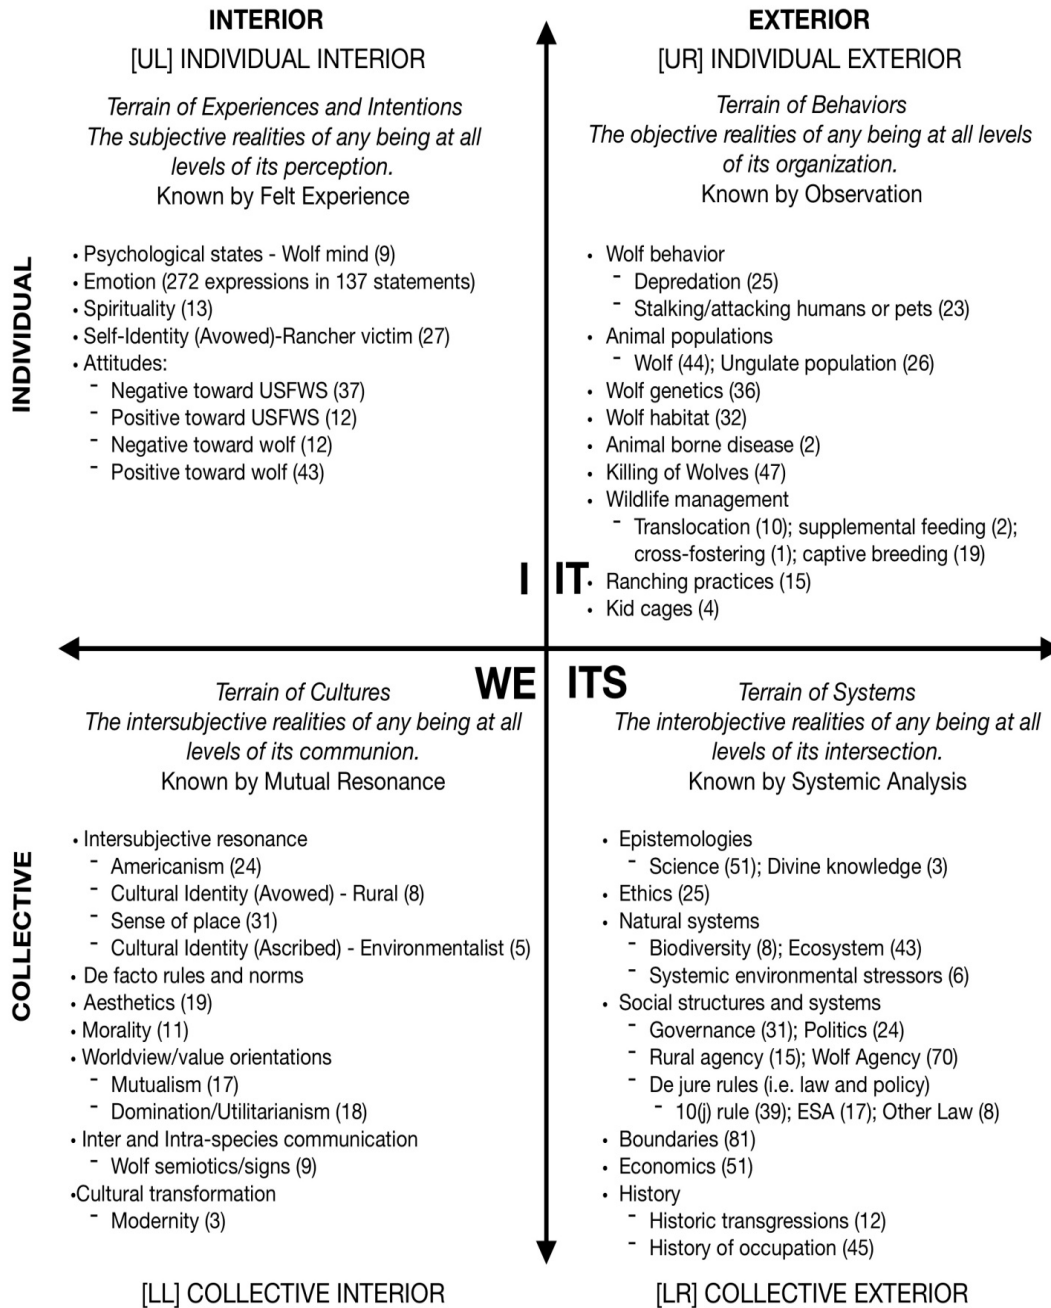 INTERIOR
[UL] INDIVIDUAL INTERIOR
Terrain of Experiences and Intentions
The subjective realities of any being at all
levels of its perception.
Known by Felt Experience
• Psychological states - Wolf mind (9)
• Emotion (272 expressions in 137 statements)
• Spirituality (13)
• Self-Identity (Avowed)-Rancher victim (27)
• Attitudes:
- Negative toward USFWS (37)
- Positive toward USFWS (12)
- Negative toward wolf (12)
- Positive toward wolf (43)
INDIVIDUAL
I
EXTERIOR
[UR] INDIVIDUAL EXTERIOR
Terrain of Behaviors
The objective realities of any being at all levels
of its organization.
Known by Observation
• Wolf behavior
- Depredation (25)
- Stalking/attacking humans or pets (23)
• Animal populations
- Wolf (44); Ungulate population (26)
• Wolf genetics (36)
• Wolf habitat (32)
• Animal borne disease (2)
• Killing of Wolves (47)
• Wildlife management
- Translocation (10); supplemental feeding (2);
cross-fostering (1); captive breeding (19)
• Ranching practices (15)
• Kid cages (4)
IT
WE
Terrain of Cultures
The intersubjective realities of any being at all
levels of its communion.
Known by Mutual Resonance
• Intersubjective resonance
- Americanism (24)
- Cultural Identity (Avowed) - Rural (8)
- Sense of place (31)
- Cultural Identity (Ascribed) - Environmentalist (5)
• De facto rules and norms
• Aesthetics (19)
• Morality (11)
• Worldview/value orientations
- Mutualism (17)
- Domination/Utilitarianism (18)
• Inter and Intra-species communication
- Wolf semiotics/signs (9)
•Cultural transformation
- Modernity (3)
[LL] COLLECTIVE INTERIOR
COLLECTIVE
ITS
Terrain of Systems
The interobjective realities of any being at all
levels of its intersection.
Known by Systemic Analysis
• Epistemologies
- Science (51); Divine knowledge (3)
• Ethics (25)
• Natural systems
- Biodiversity (8); Ecosystem (43)
- Systemic environmental stressors (6)
• Social structures and systems
- Governance (31); Politics (24)
- Rural agency (15); Wolf Agency (70)
- De jure rules (i.e. law and policy)
- 10(j) rule (39); ESA (17); Other Law (8)
• Boundaries (81)
• Economics (51)
• History
- Historic transgressions (12)
- History of occupation (45)
[LR] COLLECTIVE EXTERIOR